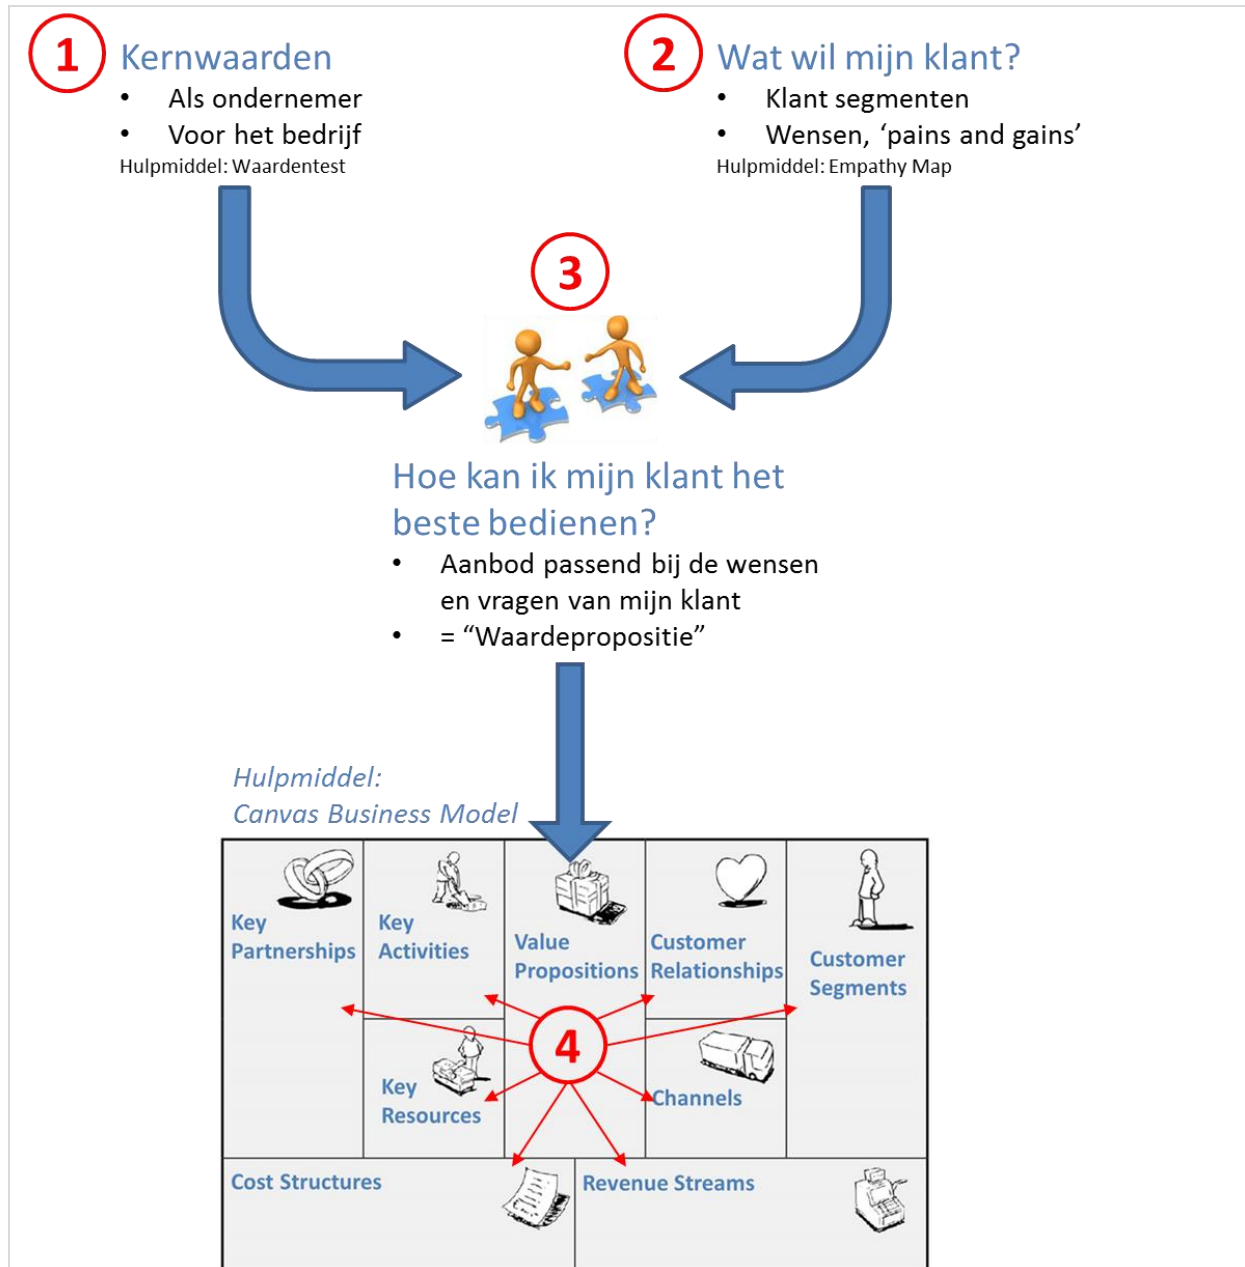 1
Kernwaarden
• Als ondernemer
• Voor het bedrijf
Hulpmiddel: Waardentest
2
Wat wil mijn klant?
• Klant segmenten
• Wensen, ‘pains and gains’
Hulpmiddel: Empathy Map
3
Hoe kan ik mijn klant het
beste bedienen?
• Aanbod passend bij de wensen
en vragen van mijn klant
• = “Waardepropositie”
Hulpmiddel:
Canvas Business Model
Key
Partnerships
Key
Activities
Value
Propositions
Customer
Relationships
Customer
Segments
4
Key
Resources
Channels
Cost Structures
Revenue Streams